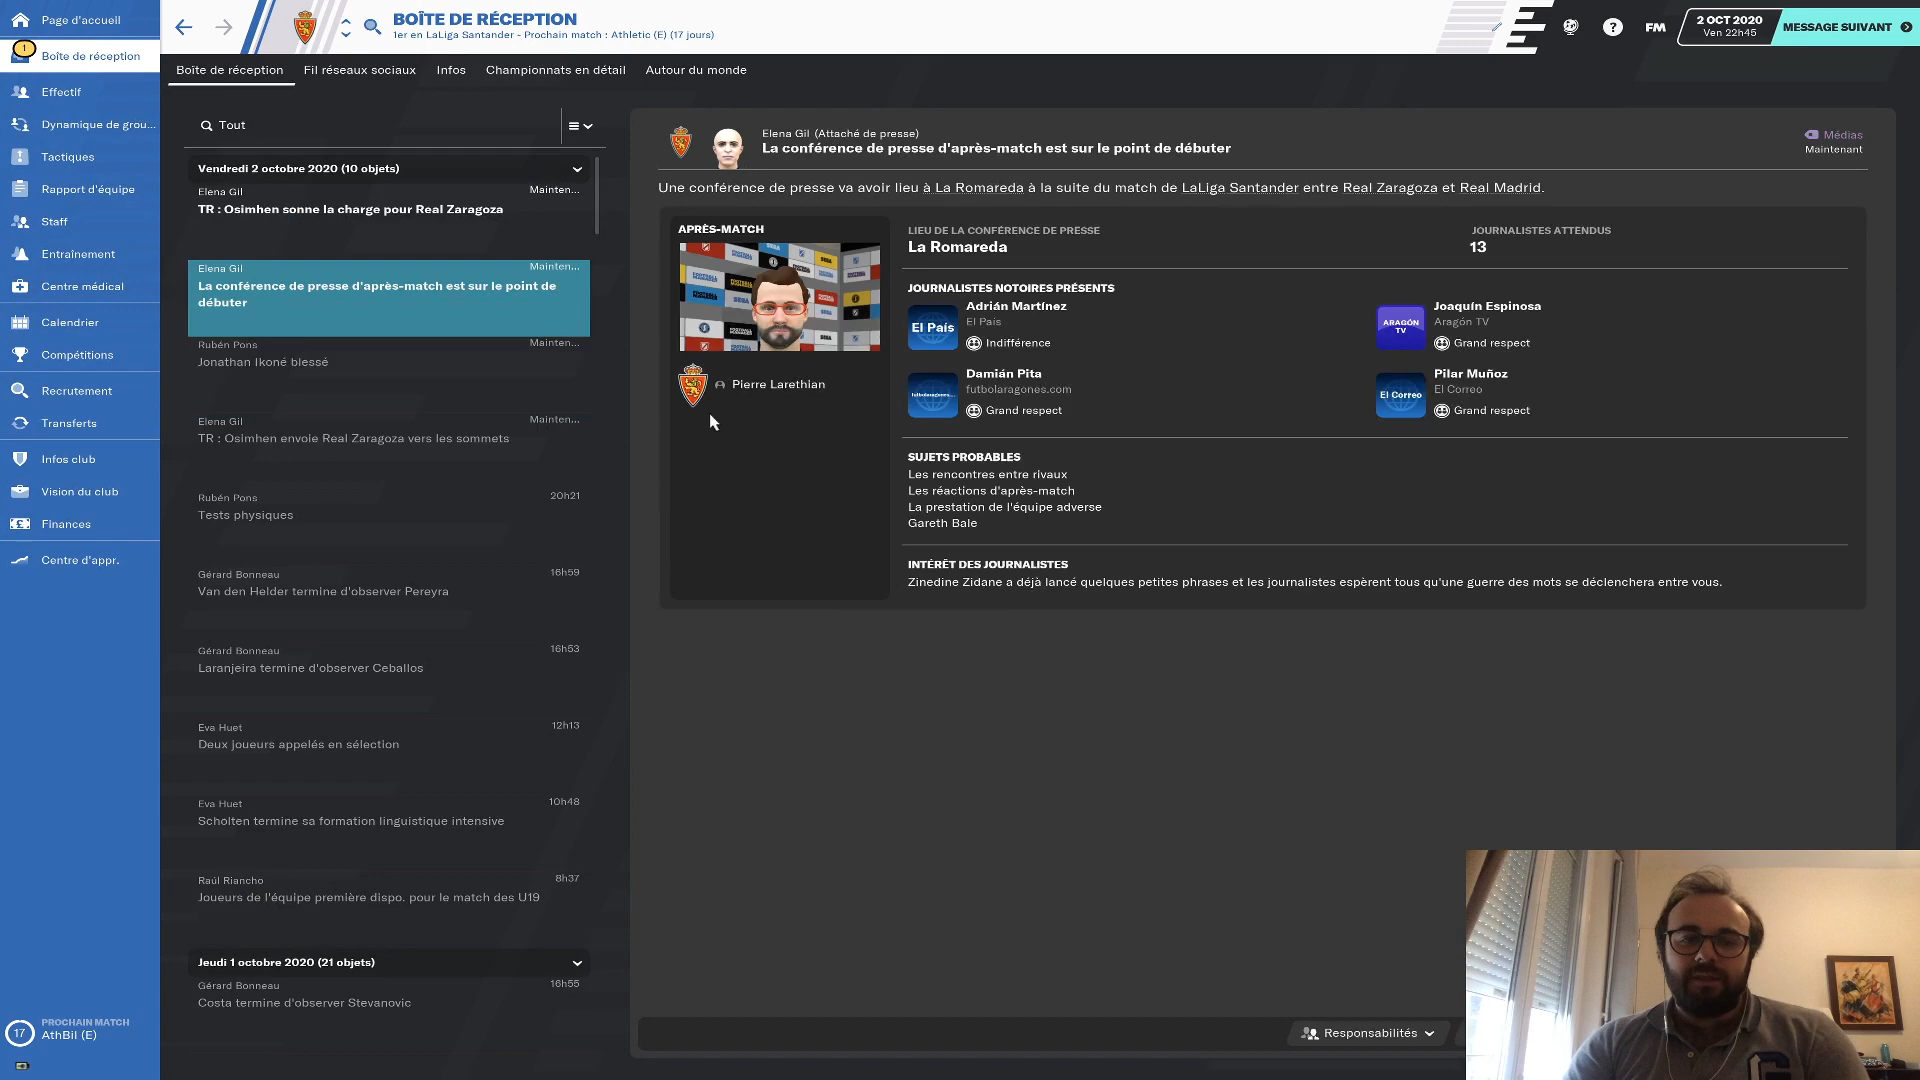 Page d'accueil
1
Boîte de réception
Effectif
Dynamique de grou...
Tactiques
Rapport d'équipe
Staff
Entraînement
Centre médical
Calendrier
Compétitions
Recrutement
Transferts
Infos club
Vision du club
Finances
Centre d'appr.
17
PROCHAIN MATCH
AthBil (E)
BOÎTE DE RÉCEPTION
1er en LaLiga Santander - Prochain match : Athletic (E) (17 jours)
FM
2 OCT 2020
Ven 22h45
MESSAGE SUIVANT
Boîte de réception
Fil réseaux sociaux
Infos
Championnats en détail
Autour du monde
Tout
Vendredi 2 octobre 2020 (10 objets)
Elena Gil
Mainten...
TR : Osimhen sonne la charge pour Real Zaragoza
Elena Gil
Mainten...
La conférence de presse d'après-match est sur le point de
débuter
Rubén Pons
Mainten...
Jonathan Ikoné blessé
Elena Gil
Mainten...
TR : Osimhen envoie Real Zaragoza vers les sommets
Rubén Pons
20h21
Tests physiques
Gérard Bonneau
16h59
Van den Helder termine d'observer Pereyra
Gérard Bonneau
16h53
Laranjeira termine d'observer Ceballos
Eva Huet
12h13
Deux joueurs appelés en sélection
Eva Huet
10h48
Scholten termine sa formation linguistique intensive
Raúl Riancho
8h37
Joueurs de l'équipe première dispo. pour le match des U19
Jeudi 1 octobre 2020 (21 objets)
Gérard Bonneau
16h55
Costa termine d'observer Stevanovic
Elena Gil (Attaché de presse)
La conférence de presse d'après-match est sur le point de débuter
Médias
Maintenant
Une conférence de presse va avoir lieu à La Romareda à la suite du match de LaLiga Santander entre Real Zaragoza et Real Madrid.
APRÈS-MATCH
Pierre Larethian
LIEU DE LA CONFÉRENCE DE PRESSE
La Romareda
JOURNALISTES ATTENDUS
13
JOURNALISTES NOTOIRES PRÉSENTS
El País
Adrián Martínez
El Pais
Indifférence
ARAGÓN
TV
Joaquín Espinosa
Aragón TV
Grand respect
Damián Pita
futbolaragones.com
Grand respect
El Correo
Pilar Muñoz
El Correo
Grand respect
SUJETS PROBABLES
Les rencontres entre rivaux
Les réactions d'après-match
La prestation de l'équipe adverse
Gareth Bale
INTÉRÊT DES JOURNALISTES
Zinedine Zidane a déjà lancé quelques petites phrases et les journalistes espèrent tous qu'une guerre des mots se déclenchera entre vous.
Responsabilités